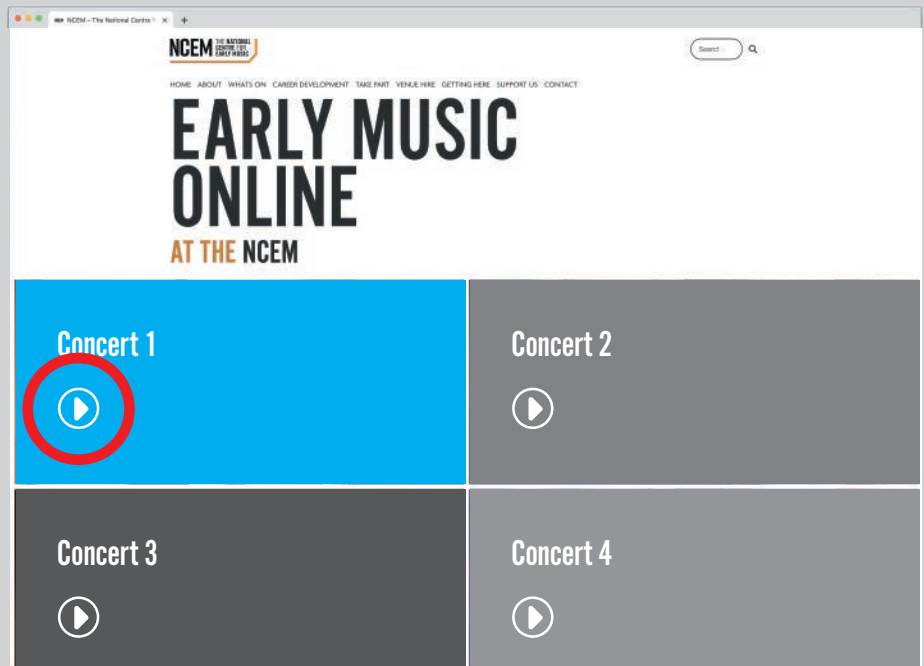 NCEM – The National Centre
NCEM THE NATIONAL CENTRE FOR EARLY MUSIC
Search
HOME ABOUT WHATS ON CAREER DEVELOPMENT TAKE PART VENUE HIRE GETTING HERE SUPPORT US CONTACT
EARLY MUSIC
ONLINE
AT THE NCEM
Concert 1
Concert 2
Concert 3
Concert 4